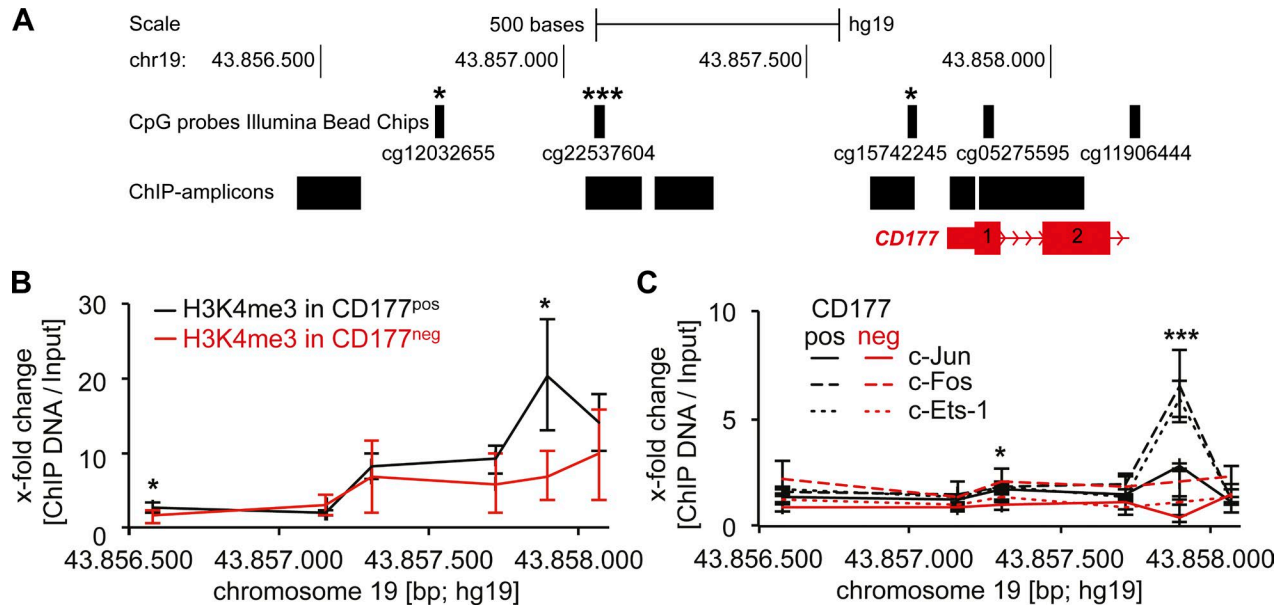 A
Scale 500 bases hg19
chr19: 43.856.500 43.857.000 43.857.500 43.858.000
* *** *
CpG probes Illumina Bead Chips
cg12032655 cg22537604 cg15742245 cg05275595 cg11906444
ChIP-amplicons
CD177 1 2
B
x-fold change
[ChIP DNA / Input]
30
20
10
0
H3K4me3 in CD177pos
H3K4me3 in CD177neg
* *
43.856.500 43.857.000 43.857.500 43.858.000
chromosome 19 [bp; hg19]
C
x-fold change
[ChIP DNA / Input]
10
5
0
CD177
pos neg
c-Jun
c-Fos
c-Ets-1
* ***
43.856.500 43.857.000 43.857.500 43.858.000
chromosome 19 [bp; hg19]